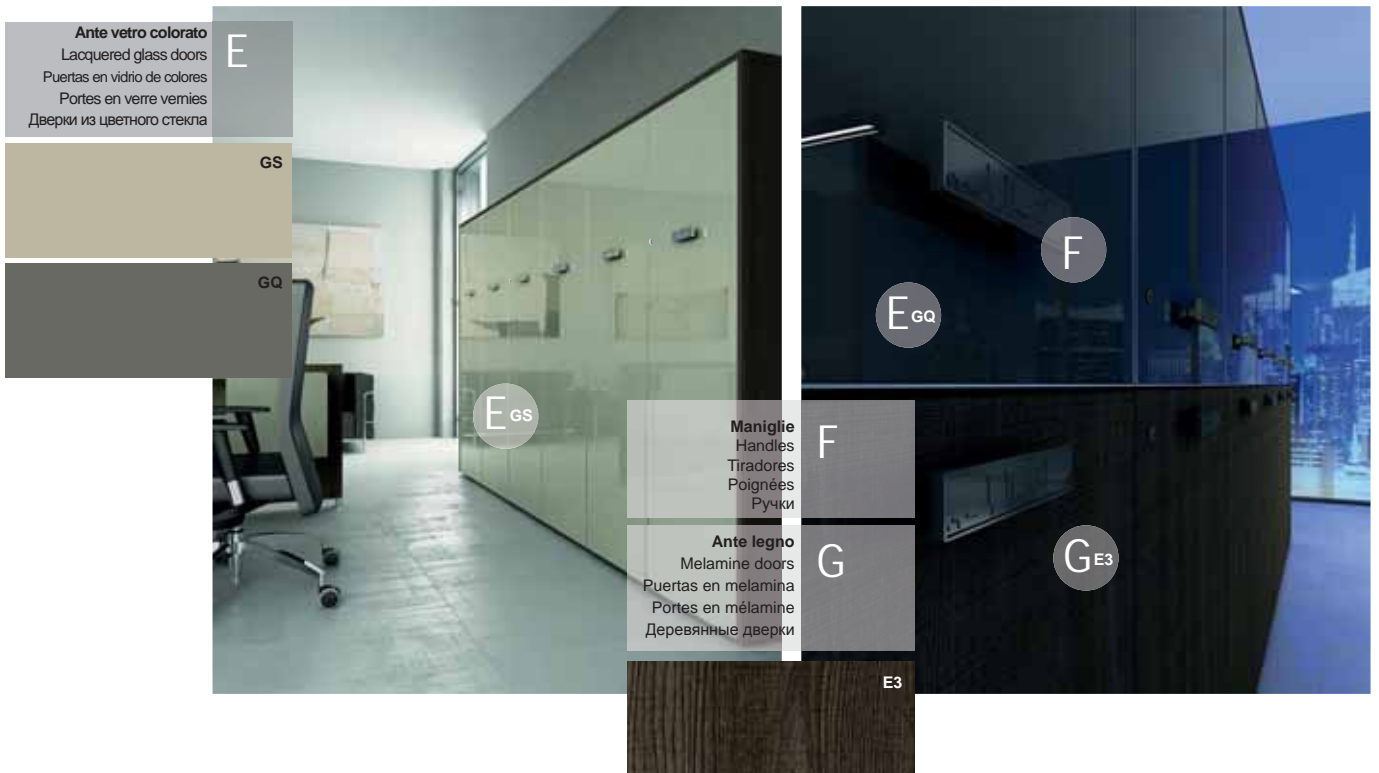 Ante vetro colorato
Lacquered glass doors
Puertas en vidrio de colores
Portes en verre vernies
Дверки из цветного стекла
E
GS
GQ
E GS
F
E GQ
Maniglie
Handles
Tiradores
Poignées
Ручки
F
Ante legno
Melamine doors
Puertas en melamina
Portes en mélamine
Деревянные дверки
G
G E3
E3